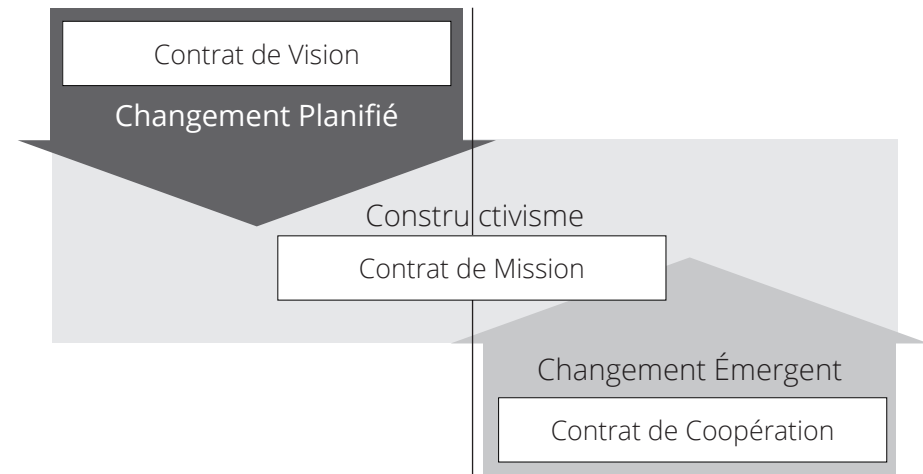 Contrat de Vision
Changement Planifié
Constructivisme
Contrat de Mission
Changement Émergent
Contrat de Coopération